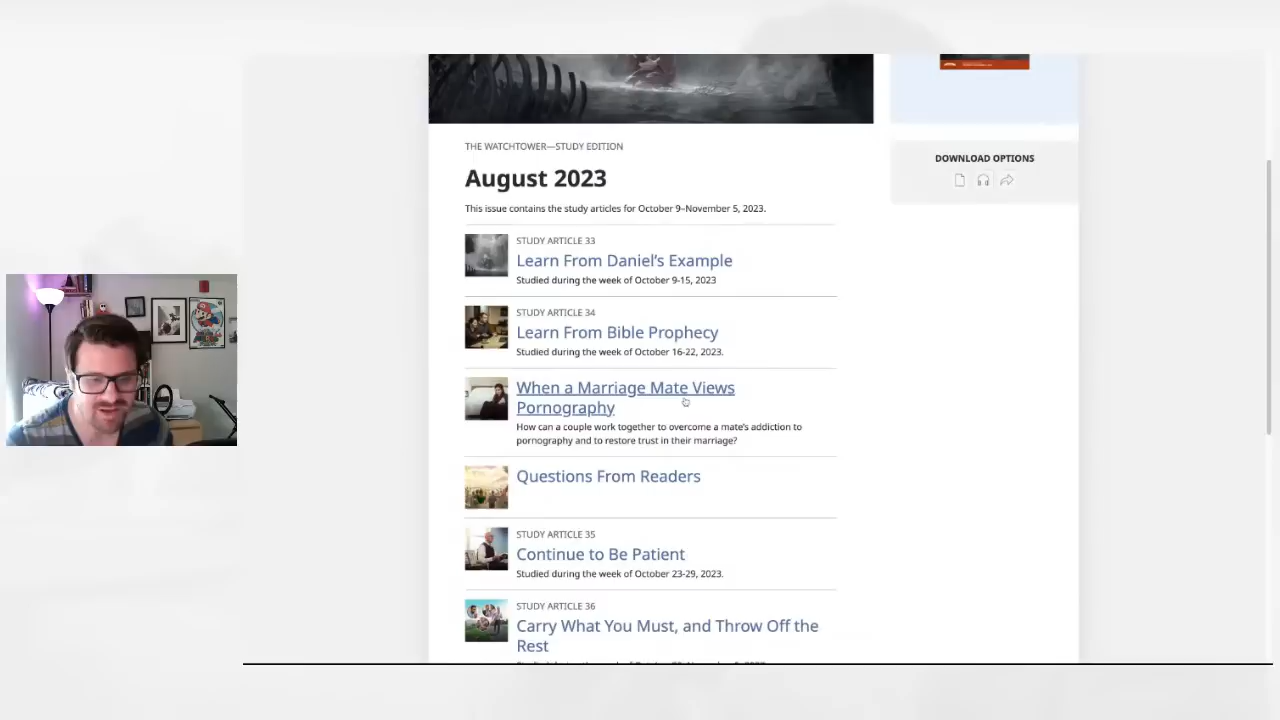 THE WATCHTOWER—STUDY EDITION
August 2023
This issue contains the study articles for October 9–November 5, 2023.
STUDY ARTICLE 33
Learn From Daniel's Example
Studied during the week of October 9-15, 2023
STUDY ARTICLE 34
Learn From Bible Prophecy
Studied during the week of October 16-22, 2023.
When a Marriage Mate Views
Pornography
How can a couple work together to overcome a mate's addiction to
pornography and to restore trust in their marriage?
Questions From Readers
STUDY ARTICLE 35
Continue to Be Patient
Studied during the week of October 23-29, 2023.
STUDY ARTICLE 36
Carry What You Must, and Throw Off the
Rest
DOWNLOAD OPTIONS